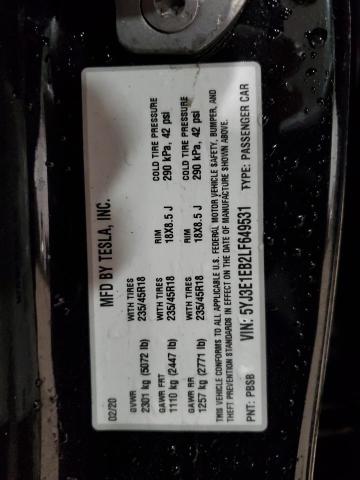 02/20 MFD BY TESLA, INC.
GVWR
2301 kg (5072 lb)
GAWR FRT WITH TIRES RIM COLD TIRE PRESSURE
1110 kg (2447 lb) 235/45R18 18X8.5 J 290 kPa, 42 psi
GAWR RR WITH TIRES RIM COLD TIRE PRESSURE
1257 kg (2771 lb) 235/45R18 18X8.5 J 290 kPa, 42 psi
THIS VEHICLE CONFORMS TO ALL APPLICABLE U.S. FEDERAL MOTOR VEHICLE SAFETY, BUMPER, AND
THEFT PREVENTION STANDARDS IN EFFECT ON THE DATE OF MANUFACTURE SHOWN ABOVE.
PNT: PBSB VIN: 5YJ3E1EB2LF649531 TYPE: PASSENGER CAR